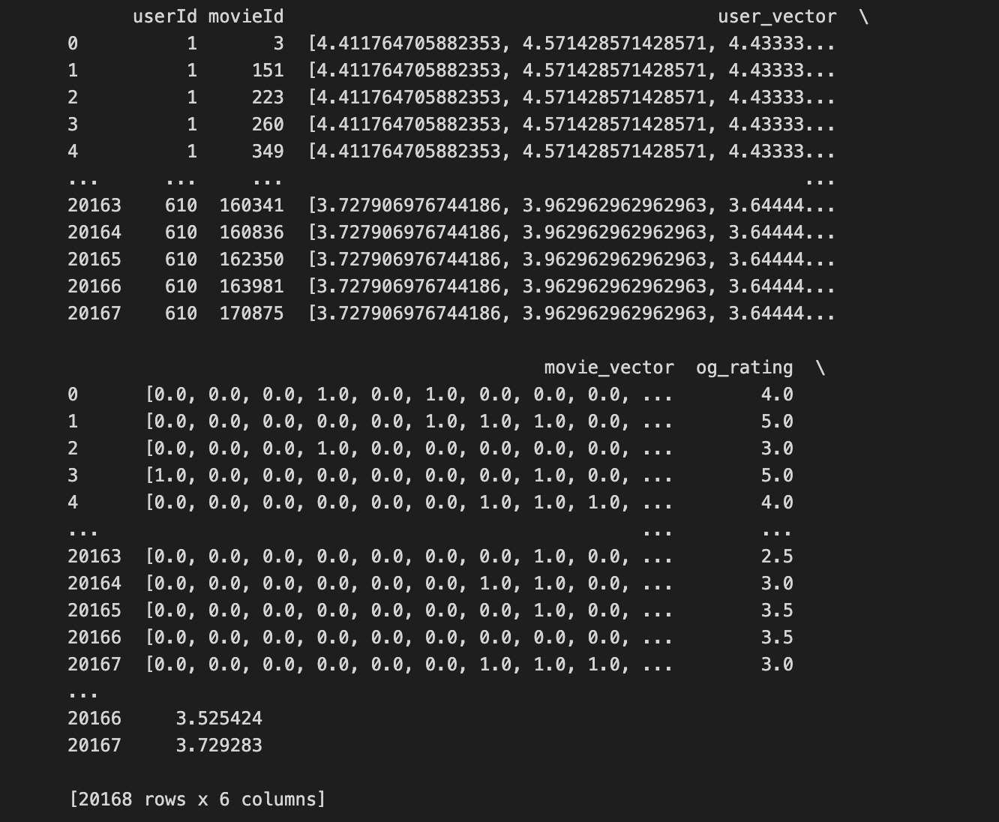 userId movieId user_vector \
0 1 3 [4.411764705882353, 4.571428571428571, 4.43333...
1 1 151 [4.411764705882353, 4.571428571428571, 4.43333...
2 1 223 [4.411764705882353, 4.571428571428571, 4.43333...
3 1 260 [4.411764705882353, 4.571428571428571, 4.43333...
4 1 349 [4.411764705882353, 4.571428571428571, 4.43333...
... ... ... ...
20163 610 160341 [3.727906976744186, 3.962962962962963, 3.64444...
20164 610 160836 [3.727906976744186, 3.962962962962963, 3.64444...
20165 610 162350 [3.727906976744186, 3.962962962962963, 3.64444...
20166 610 163981 [3.727906976744186, 3.962962962962963, 3.64444...
20167 610 170875 [3.727906976744186, 3.962962962962963, 3.64444...
movie_vector og_rating \
0 [0.0, 0.0, 0.0, 1.0, 0.0, 1.0, 0.0, 0.0, 0.0, ... 4.0
1 [0.0, 0.0, 0.0, 0.0, 0.0, 1.0, 1.0, 1.0, 0.0, ... 5.0
2 [0.0, 0.0, 0.0, 1.0, 0.0, 0.0, 0.0, 0.0, 0.0, ... 3.0
3 [1.0, 0.0, 0.0, 0.0, 0.0, 0.0, 0.0, 1.0, 0.0, ... 5.0
4 [0.0, 0.0, 0.0, 0.0, 0.0, 0.0, 1.0, 1.0, 1.0, ... 4.0
... ... ...
20163 [0.0, 0.0, 0.0, 0.0, 0.0, 0.0, 0.0, 1.0, 0.0, ... 2.5
20164 [0.0, 0.0, 0.0, 0.0, 0.0, 0.0, 1.0, 1.0, 0.0, ... 3.0
20165 [0.0, 0.0, 0.0, 0.0, 0.0, 0.0, 0.0, 1.0, 0.0, ... 3.5
20166 [0.0, 0.0, 0.0, 0.0, 0.0, 0.0, 0.0, 0.0, 0.0, ... 3.5
20167 [0.0, 0.0, 0.0, 0.0, 0.0, 0.0, 1.0, 1.0, 1.0, ... 3.0
...
20166 3.525424
20167 3.729283
[20168 rows x 6 columns]